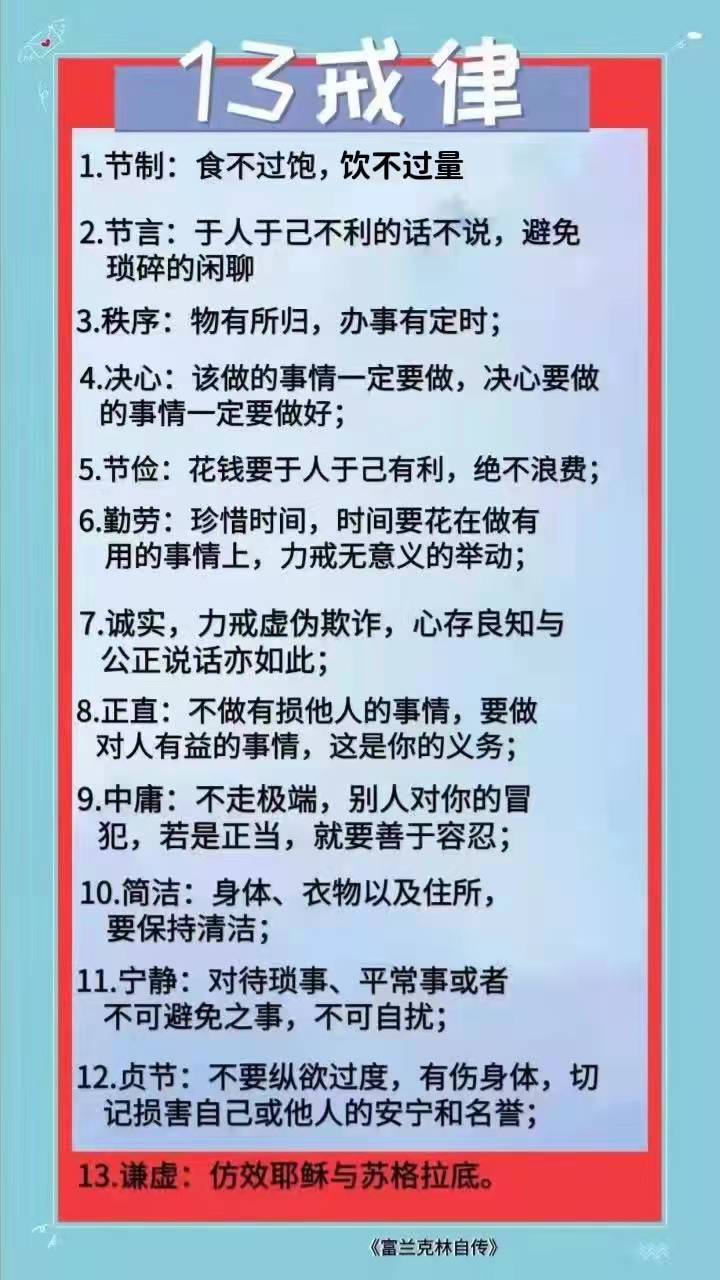 13戒律
1.节制：食不过饱，饮不过量
2.节言：于人于己不利的话不说，避免
琐碎的闲聊
3.秩序：物有所归，办事有定时；
4.决心：该做的事情一定要做，决心要做
的事情一定要做好；
5.节俭：花钱要于人于己有利，绝不浪费；
6.勤劳：珍惜时间，时间要花在做有
用的事情上，力戒无意义的举动；
7.诚实，力戒虚伪欺诈，心存良知与
公正说话亦如此；
8.正直：不做有损他人的事情，要做
对人有益的事情，这是你的义务；
9.中庸：不走极端，别人对你的冒
犯，若是正当，就要善于容忍；
10.简洁：身体、衣物以及住所，
要保持清洁；
11.宁静：对待琐事、平常事或者
不可避免之事，不可自扰；
12.贞节：不要纵欲过度，有伤身体，切
记损害自己或他人的安宁和名誉；
13.谦虚：仿效耶稣与苏格拉底。
《富兰克林自传》